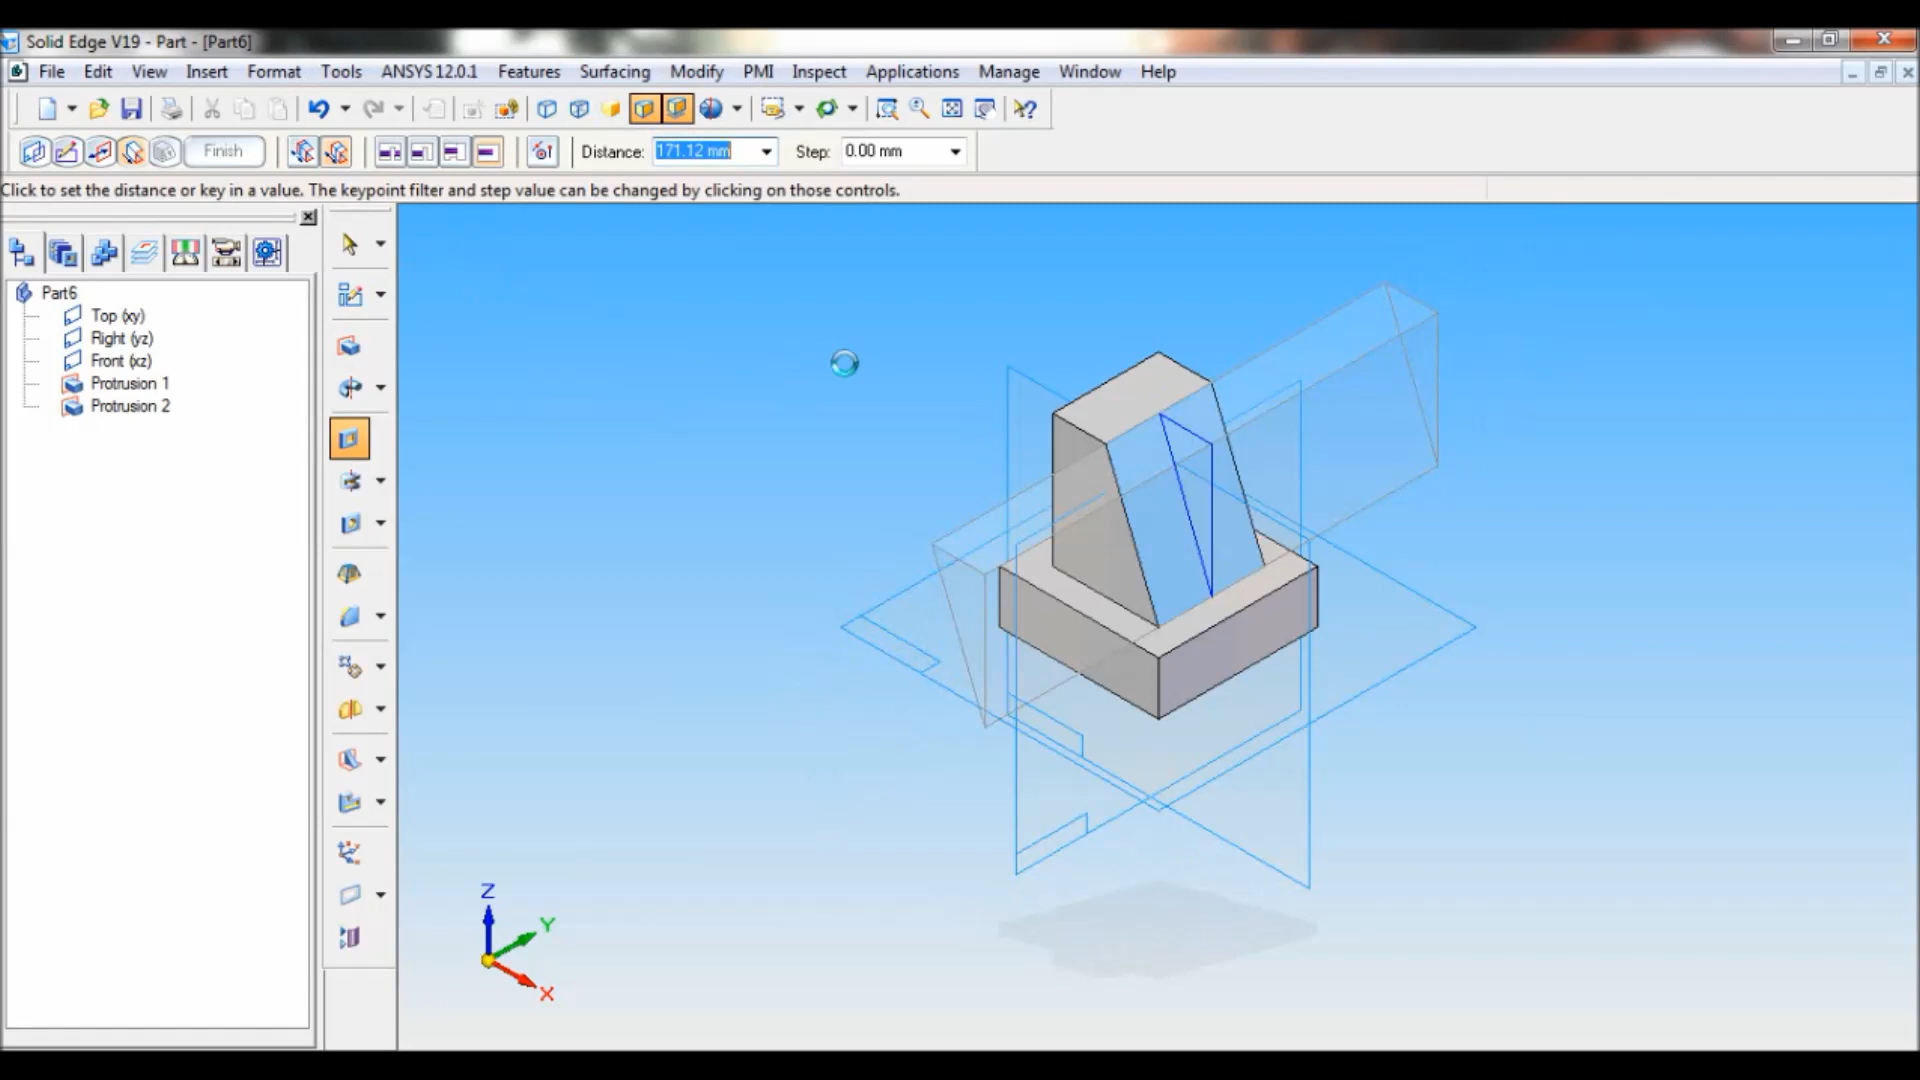 Solid Edge V19 - Part - [Part6]
File Edit View Insert Format Tools ANSYS 12.0.1 Features Surfacing Modify PMI Inspect Applications Manage Window Help
Finish Distance: 171.12 mm Step: 0.00 mm
Click to set the distance or key in a value. The keypoint filter and step value can be changed by clicking on those controls.
Part6
Top (xy)
Right (yz)
Front (xz)
Protrusion 1
Protrusion 2
Z
Y
X